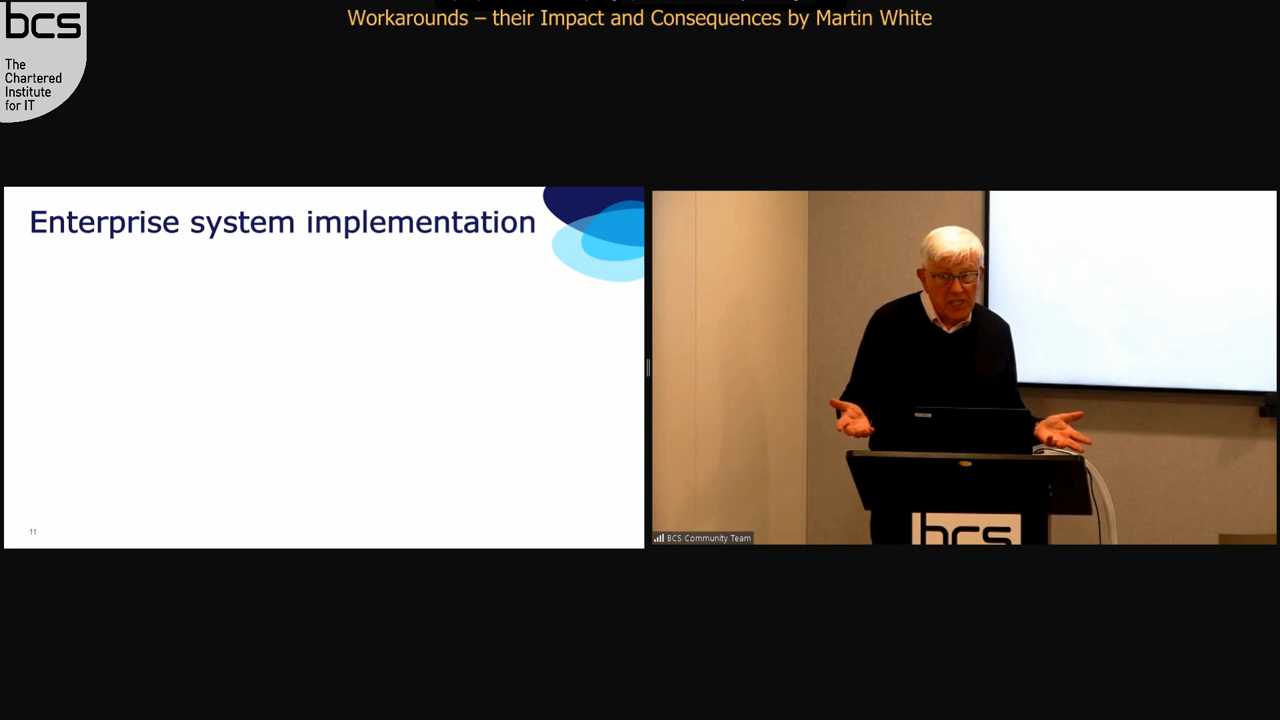 Workarounds – their Impact and Consequences by Martin White
bcs
The
Chartered
Institute
for IT
Enterprise system implementation
11
BCS Community Team
bcs